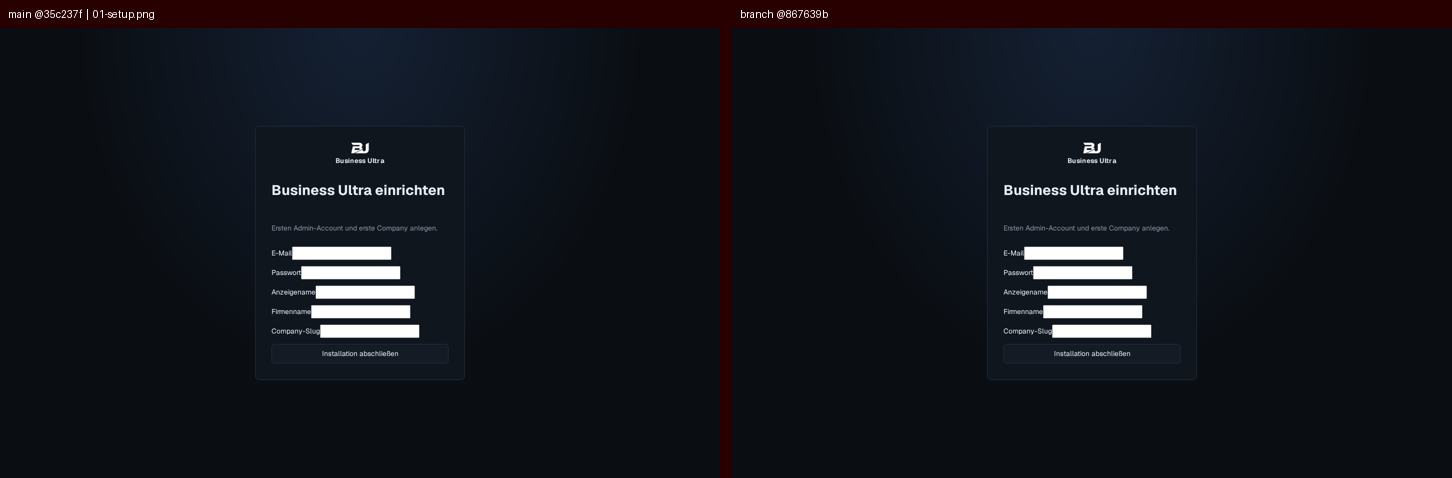 main @35c237f | 01-setup.png
BU
Business Ultra
Business Ultra einrichten
Ersten Admin-Account und erste Company anlegen.
E-Mail
Passwort
Anzeigename
Firmenname
Company-Slug
Installation abschließen
branch @867639b
BU
Business Ultra
Business Ultra einrichten
Ersten Admin-Account und erste Company anlegen.
E-Mail
Passwort
Anzeigename
Firmenname
Company-Slug
Installation abschließen